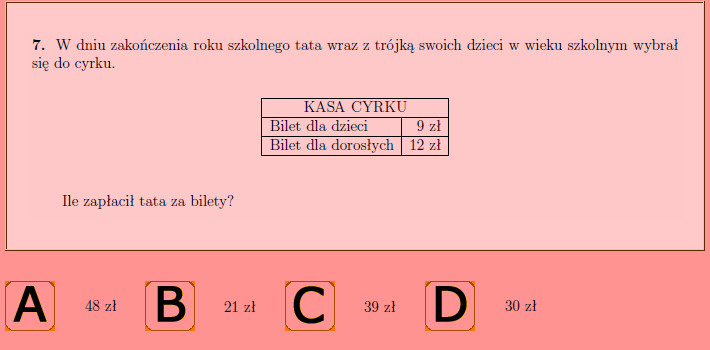 7. W dniu zakończenia roku szkolnego tata wraz z trójką swoich dzieci w wieku szkolnym wybrał
się do cyrku.
KASA CYRKU
Bilet dla dzieci 9 zł
Bilet dla dorosłych 12 zł
Ile zapłacił tata za bilety?
A 48 zł B 21 zł C 39 zł D 30 zł